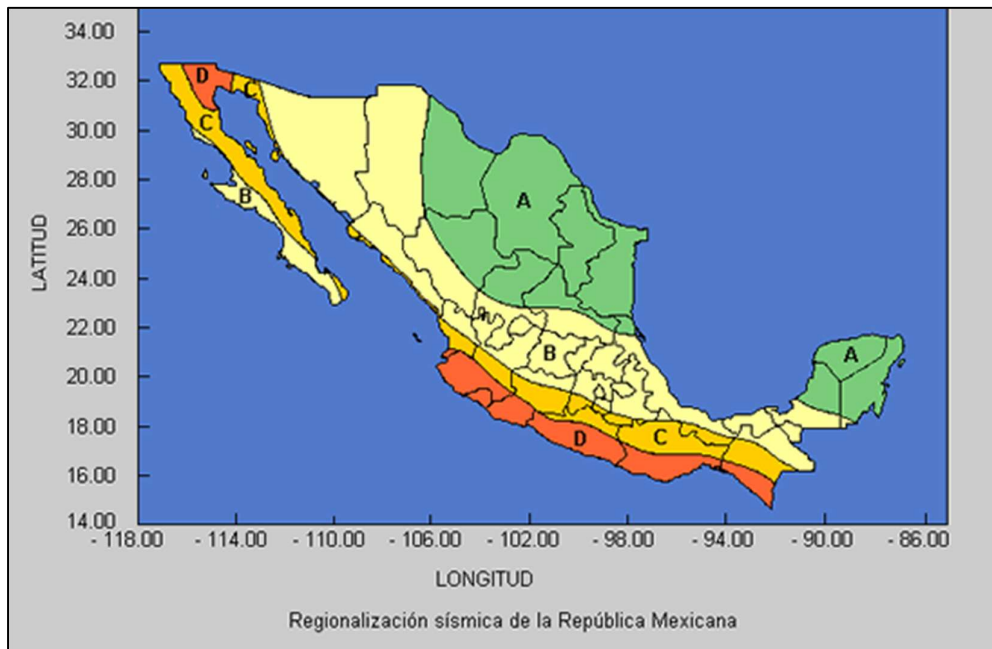 34.00
32.00
30.00
28.00
26.00
24.00
22.00
20.00
18.00
16.00
14.00
LATITUD
D
C
C
B
A
B
A
C
D
- 118.00 - 114.00 - 110.00 - 106.00 - 102.00 - 98.00 - 94.00 - 90.00 - 86.00
LONGITUD
Regionalización sísmica de la República Mexicana